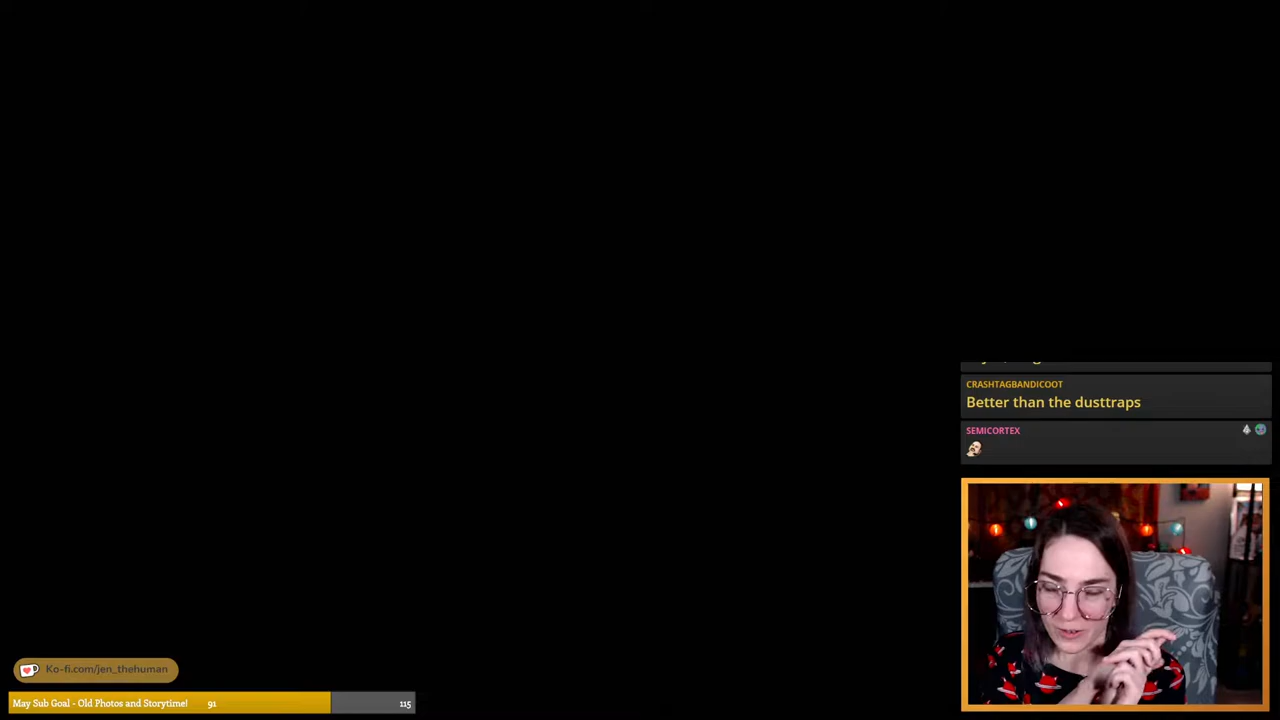 CRASHTAGBANDICOOT
Better than the dusttraps
SEMICORTEX
Ko-fi.com/jen_thehuman
May Sub Goal - Old Photos and Storytime! 91 115